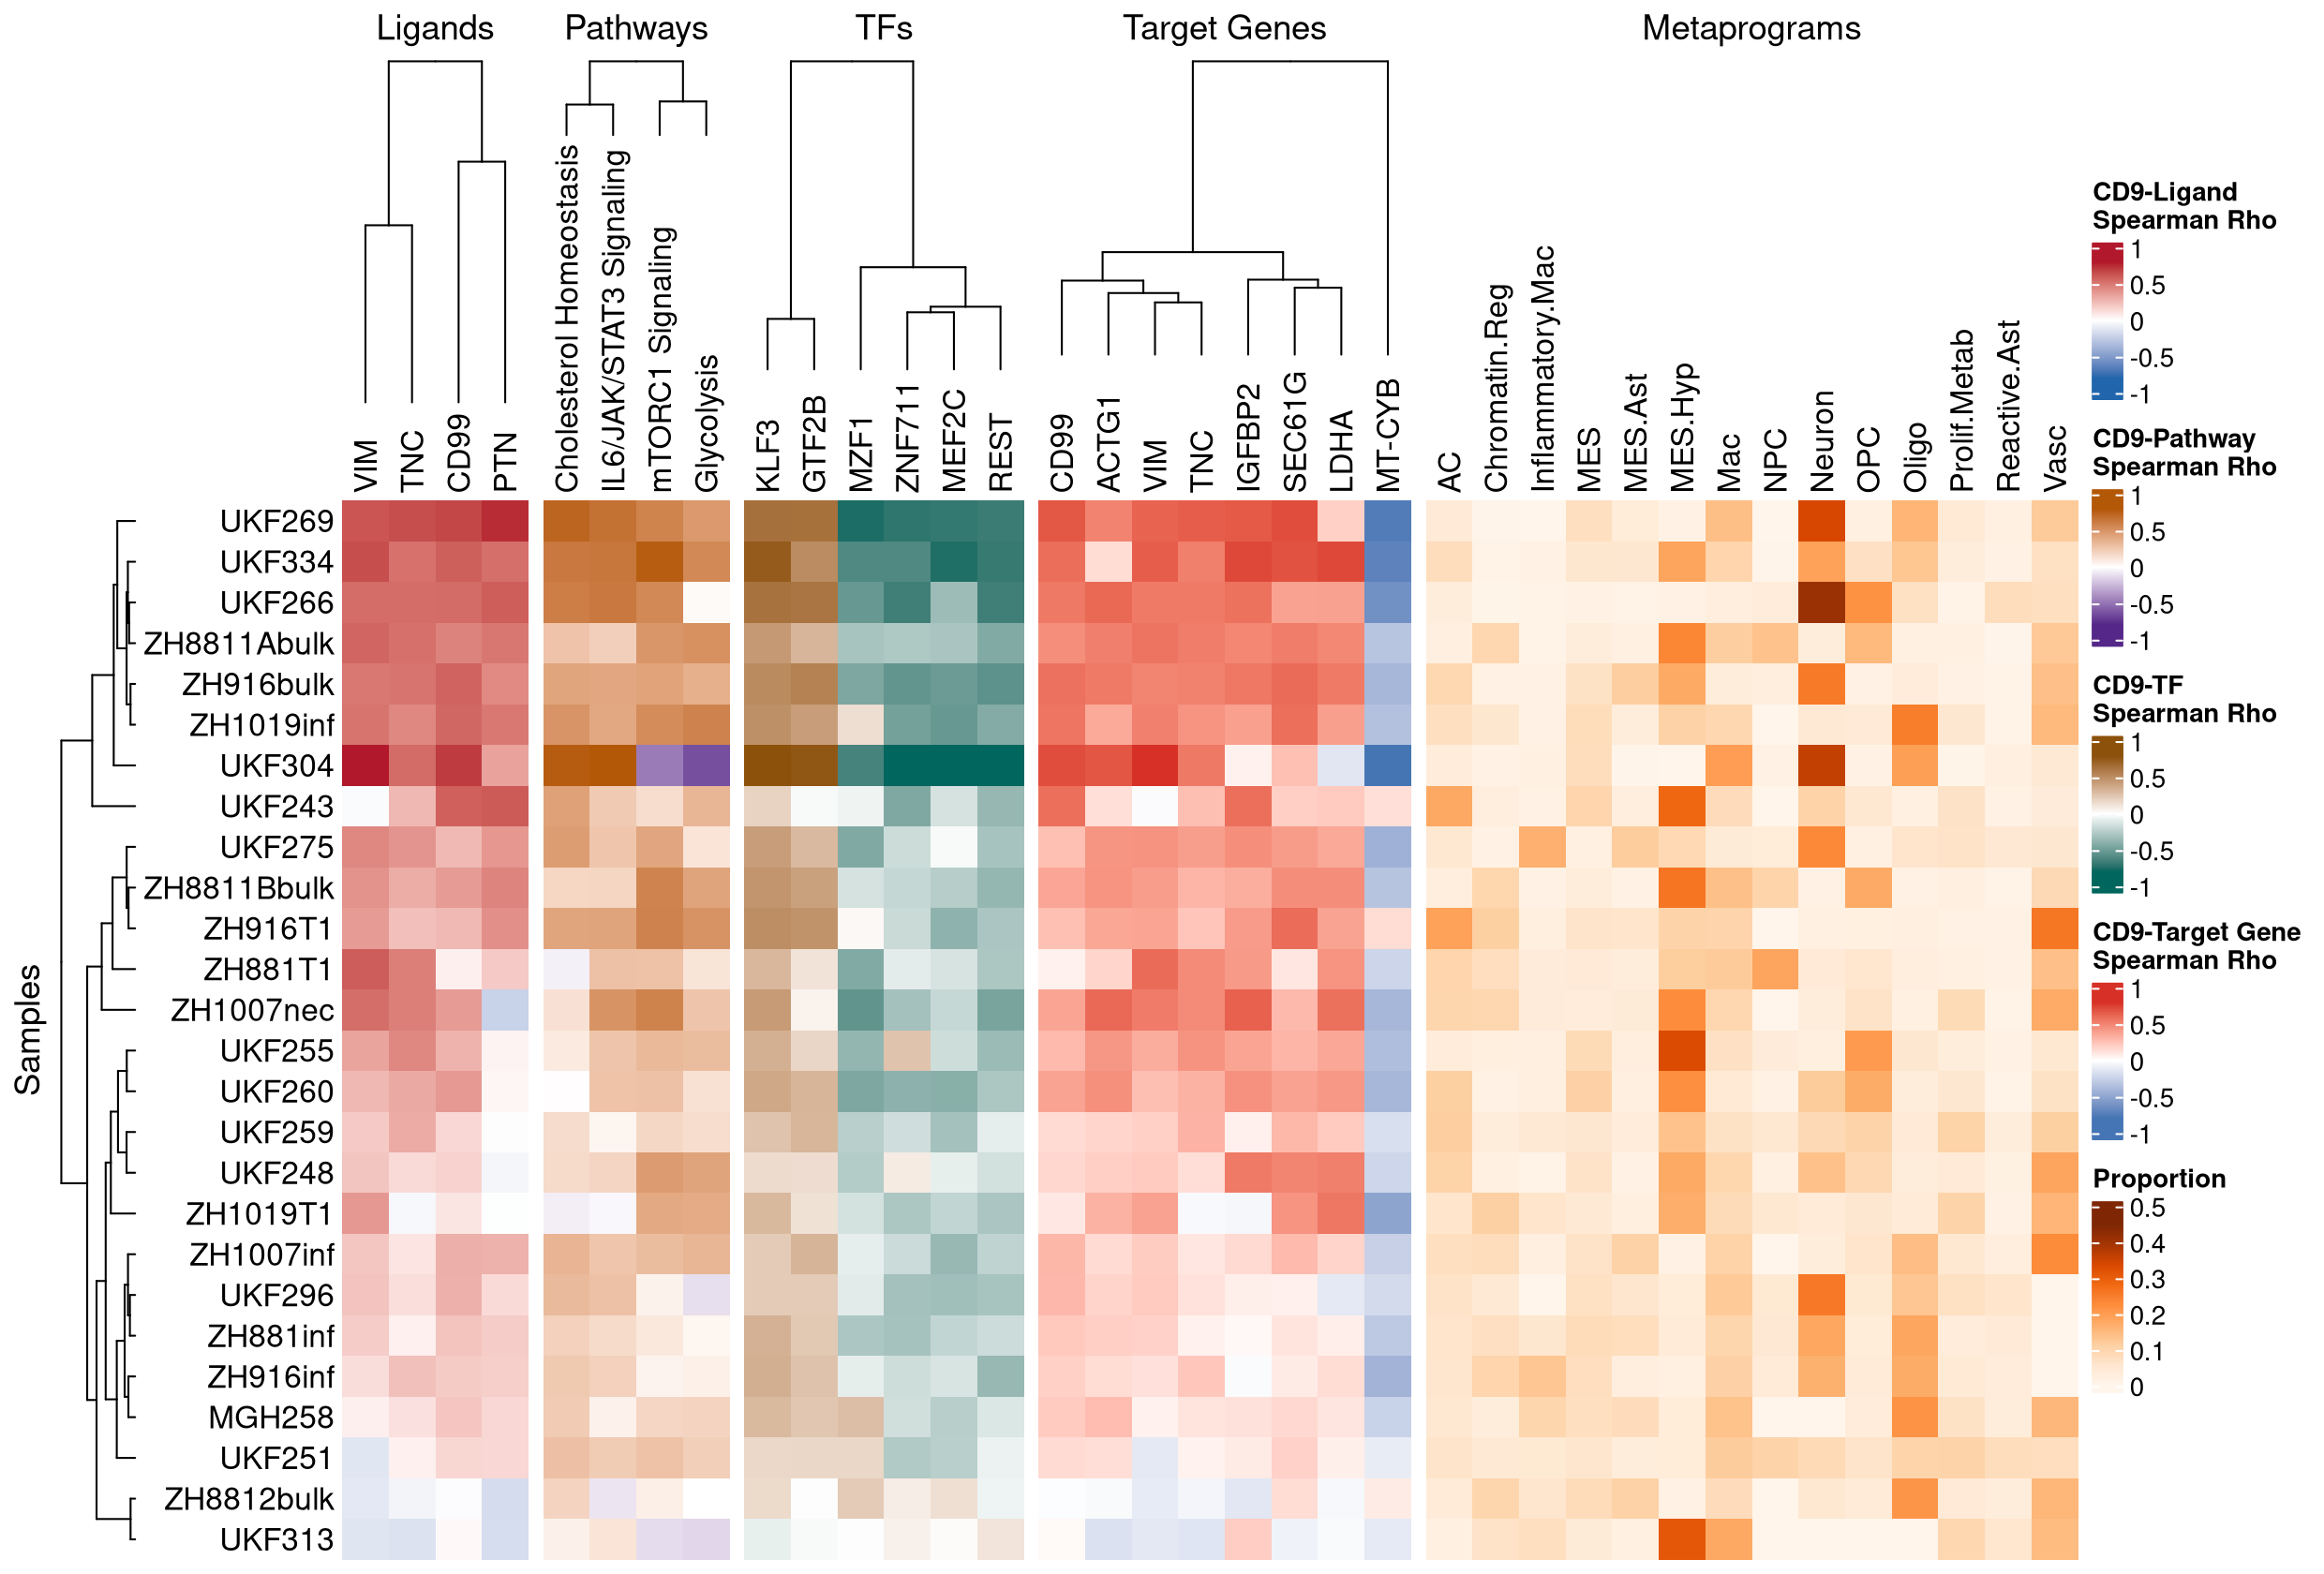 Ligands
Pathways
TFs
Target Genes
Metaprograms
VIM
TNC
CD99
PTN
Cholesterol Homeostasis
IL6/JAK/STAT3 Signaling
mTORC1 Signaling
Glycolysis
KLF3
GTF2B
MZF1
ZNF711
MEF2C
REST
CD99
ACTG1
VIM
TNC
IGFBP2
SEC61G
LDHA
MT-CYB
AC
Chromatin.Reg
Inflammatory.Mac
MES
MES.Ast
MES.Hyp
Mac
NPC
Neuron
OPC
Oligo
Prolif.Metab
Reactive.Ast
Vasc
Samples
UKF269
UKF334
UKF266
ZH8811Abulk
ZH916bulk
ZH1019inf
UKF304
UKF243
UKF275
ZH8811Bbulk
ZH916T1
ZH881T1
ZH1007nec
UKF255
UKF260
UKF259
UKF248
ZH1019T1
ZH1007inf
UKF296
ZH881inf
ZH916inf
MGH258
UKF251
ZH8812bulk
UKF313
CD9-Ligand
Spearman Rho
1
0.5
0
-0.5
-1
CD9-Pathway
Spearman Rho
1
0.5
0
-0.5
-1
CD9-TF
Spearman Rho
1
0.5
0
-0.5
-1
CD9-Target Gene
Spearman Rho
1
0.5
0
-0.5
-1
Proportion
0.5
0.4
0.3
0.2
0.1
0